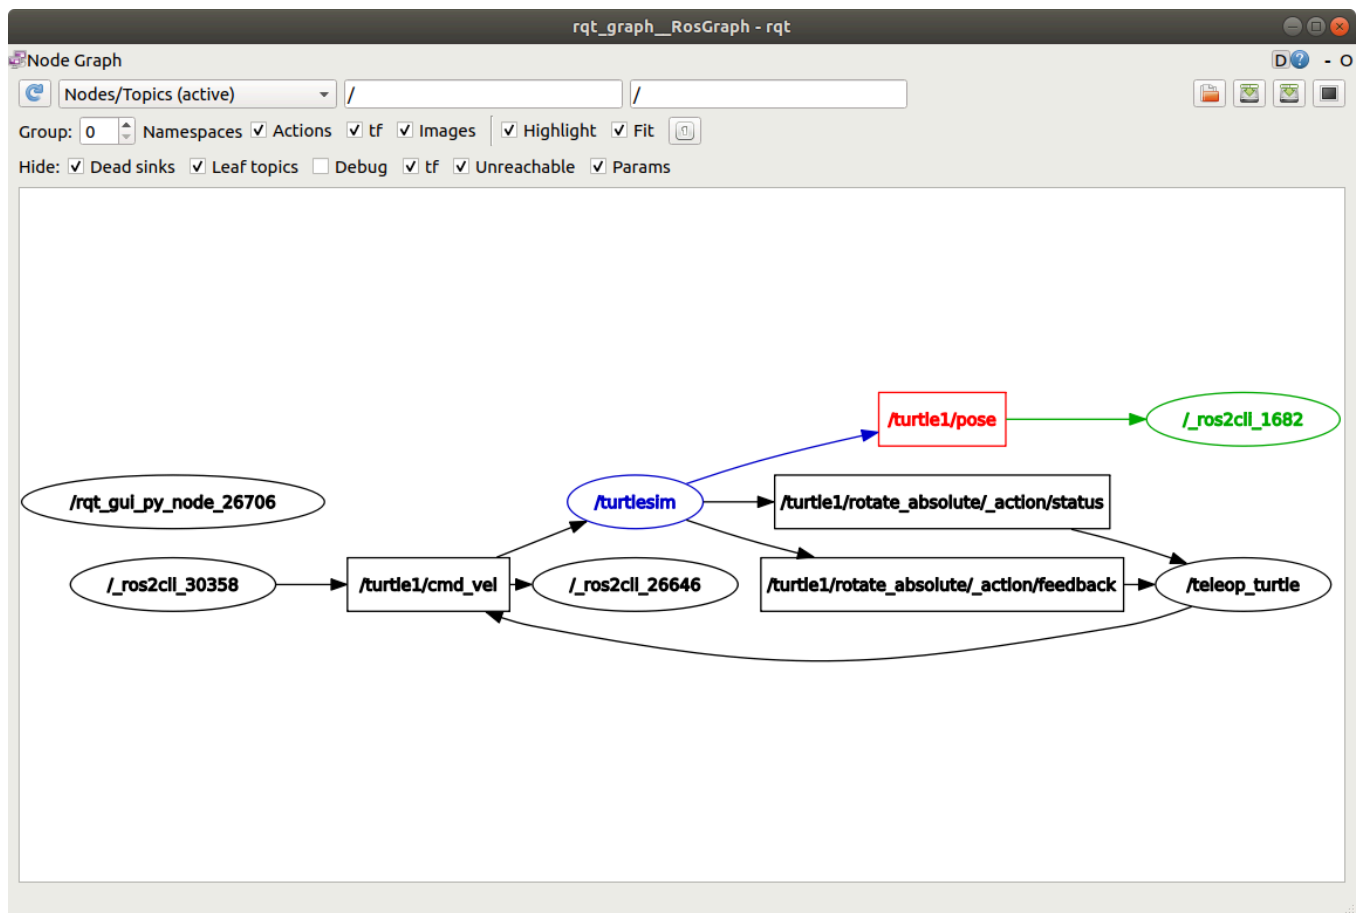 rqt_graph__RosGraph - rqt
Node Graph
D ? - O
Nodes/Topics (active) / /
Group: 0 Namespaces Actions tf Images Highlight Fit
Hide: Dead sinks Leaf topics Debug tf Unreachable Params
/turtle1/pose /_ros2cli_1682
/rqt_gui_py_node_26706 /turtlesim /turtle1/rotate_absolute/_action/status
/_ros2cli_30358 /turtle1/cmd_vel /_ros2cli_26646 /turtle1/rotate_absolute/_action/feedback /teleop_turtle